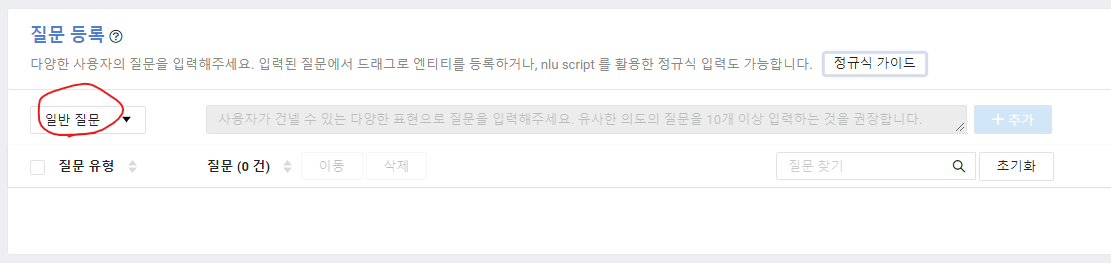 질문 등록
다양한 사용자의 질문을 입력해주세요. 입력된 질문에서 드래그로 엔티티를 등록하거나, nlu script 를 활용한 정규식 입력도 가능합니다. 정규식 가이드
일반 질문 사용자가 건넬 수 있는 다양한 표현으로 질문을 입력해주세요. 유사한 의도의 질문을 10개 이상 입력하는 것을 권장합니다. + 추가
질문 유형 질문 (0 건) 이동 삭제 질문 찾기 초기화